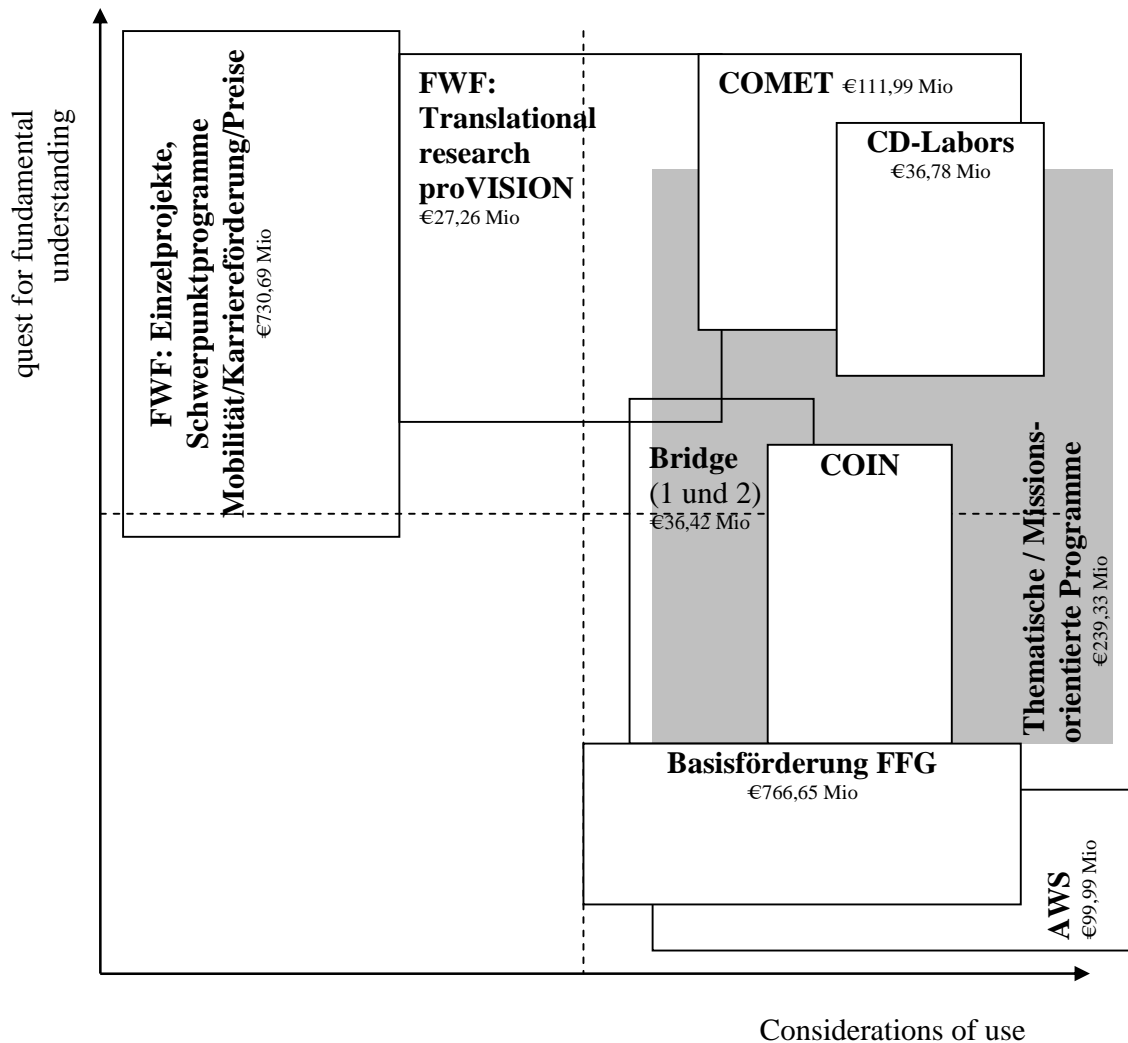 quest for fundamental
understanding
FWF: Einzelprojekte,
Schwerpunktprogramme
Mobilität/Karriereförderung/Preise
€730,69 Mio
FWF:
Translational
research
proVISION
€27,26 Mio
COMET €111,99 Mio
CD-Labors
€36,78 Mio
Bridge
(1 und 2)
€36,42 Mio
COIN
Thematische / Missions-
orientierte Programme
€239,33 Mio
Basisförderung FFG
€766,65 Mio
AWS
€99,99 Mio
Considerations of use